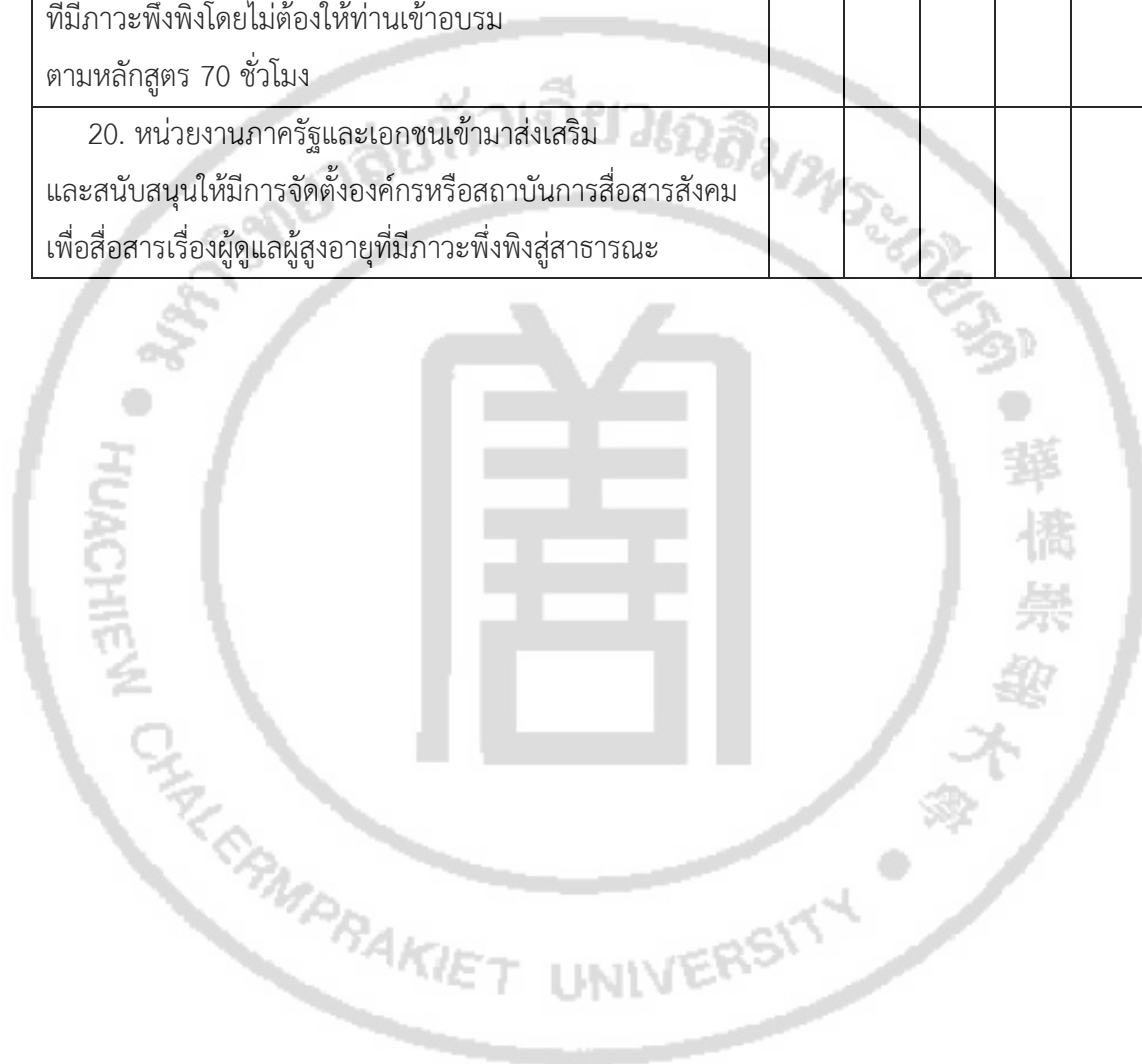 ที่มีภาวะพึ่งพิงโดยไม่ต้องให้ท่านเข้าอบรม
ตามหลักสูตร 70 ชั่วโมง
20. หน่วยงานภาครัฐและเอกชนเข้ามาส่งเสริม
และสนับสนุนให้มีการจัดตั้งองค์กรหรือสถาบันการสื่อสารสังคม
เพื่อสื่อสารเรื่องผู้ดูแลผู้สูงอายุที่มีภาวะพึ่งพิงสู่สาธารณะ
มหาวิทยาลัยหัวเฉียวเฉลิมพระเกียรติ
華僑崇聖大學
HUACHIEW CHALERMPRAKIET UNIVERSITY